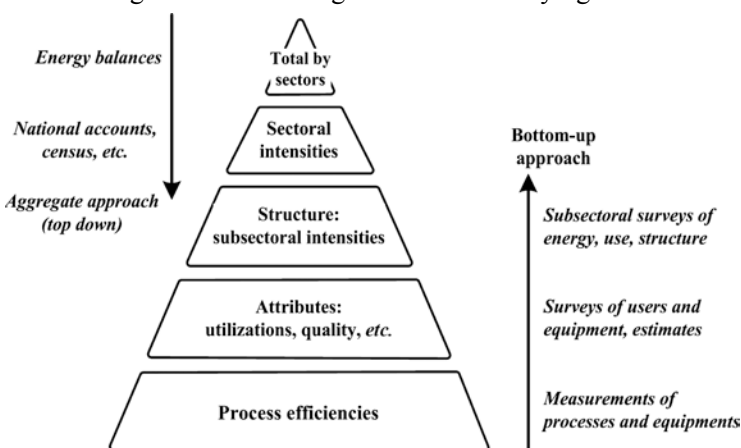 Energy balances
National accounts,
census, etc.
Aggregate approach
(top down)
Total by
sectors
Sectoral
intensities
Structure:
subsectoral intensities
Attributes:
utilizations, quality, etc.
Process efficiencies
Bottom-up
approach
Subsectoral surveys of
energy, use, structure
Surveys of users and
equipment, estimates
Measurements of
processes and equipments